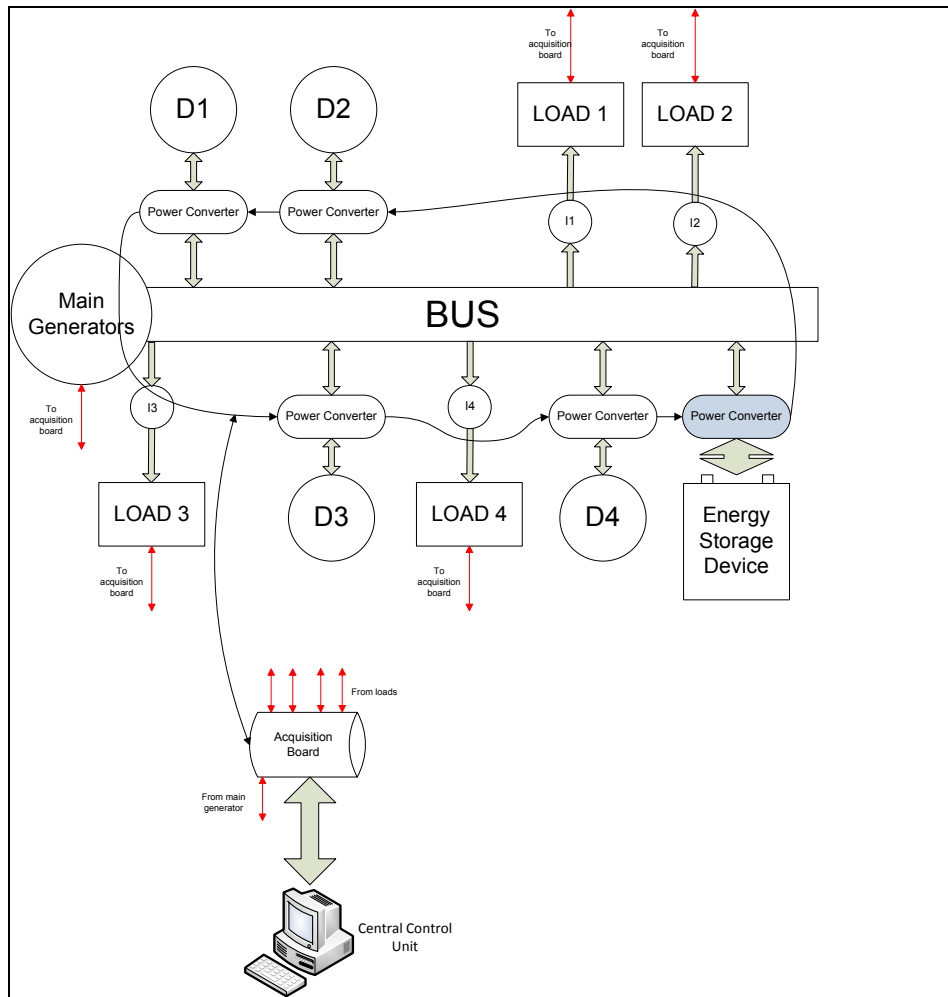 To
acquisition
board
To
acquisition
board
D1
D2
LOAD 1
LOAD 2
Power Converter
Power Converter
I1
I2
Main
Generators
BUS
To
acquisition
board
I3
Power Converter
I4
Power Converter
Power Converter
LOAD 3
D3
LOAD 4
D4
Energy
Storage
Device
To
acquisition
board
To
acquisition
board
From loads
Acquisition
Board
From main
generator
Central Control
Unit